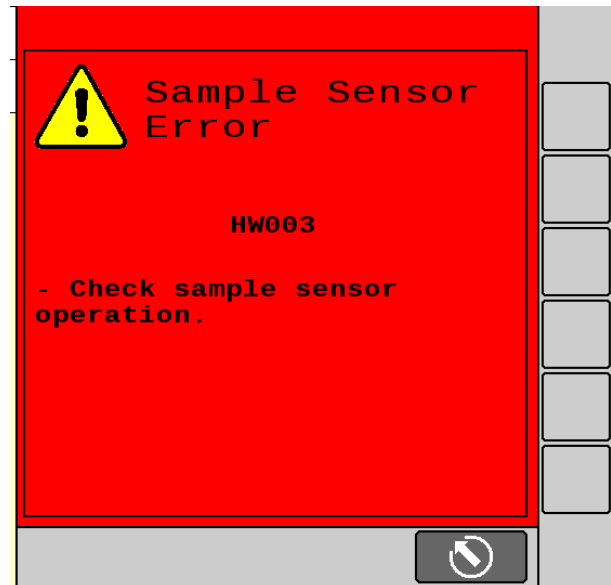 Sample Sensor
Error
HW003
- Check sample sensor
operation.